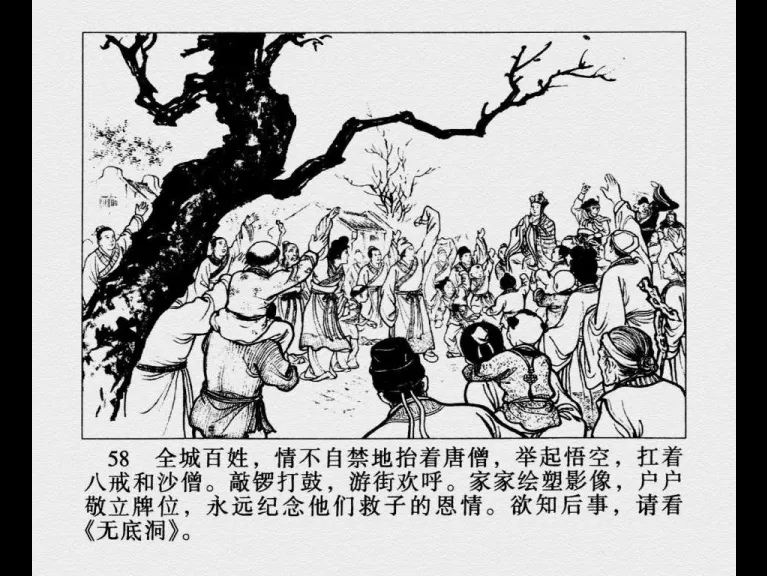 58 全城百姓，情不自禁地抬着唐僧，举起悟空，扛着
八戒和沙僧。敲锣打鼓，游街欢呼。家家绘塑影像，户户
敬立牌位，永远纪念他们救子的恩情。欲知后事，请看
《无底洞》。